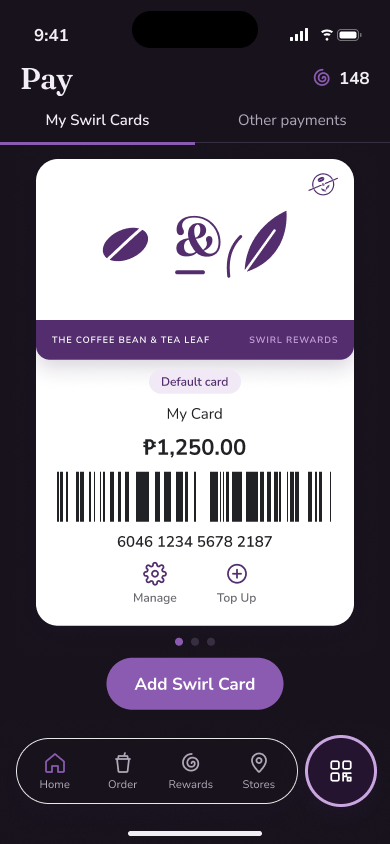 9:41
Pay
148
My Swirl Cards
Other payments
&
THE COFFEE BEAN & TEA LEAF
SWIRL REWARDS
Default card
My Card
₱1,250.00
6046 1234 5678 2187
Manage
Top Up
Add Swirl Card
Home
Order
Rewards
Stores